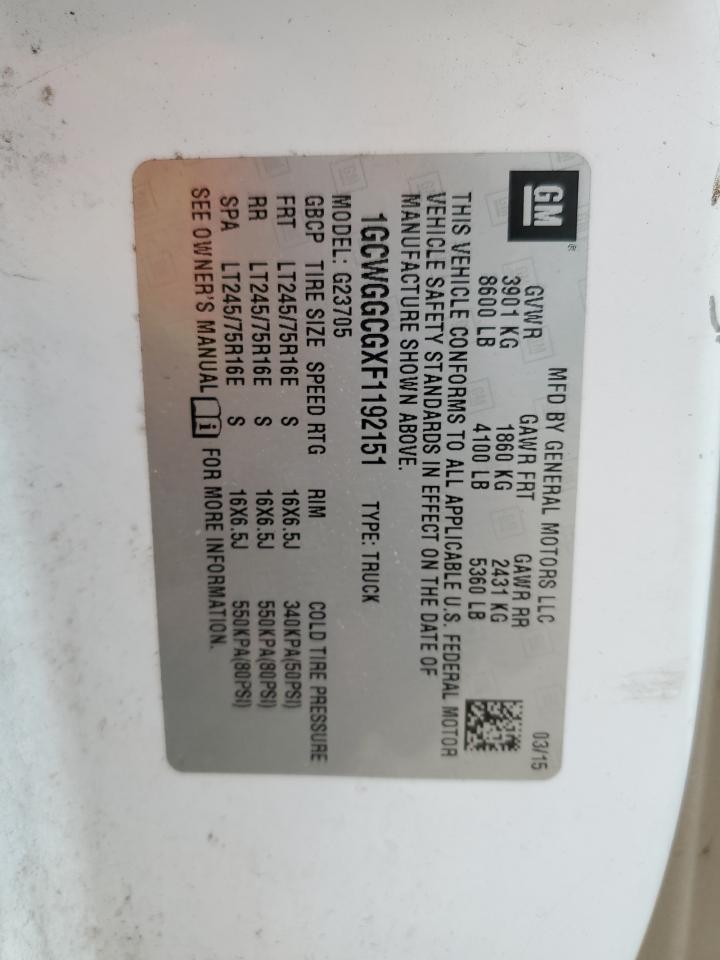 GM
®
MFD BY GENERAL MOTORS LLC 03/15
GVWR GAWR FRT GAWR RR
3901 KG 1860 KG 2431 KG
8600 LB 4100 LB 5360 LB
THIS VEHICLE CONFORMS TO ALL APPLICABLE U.S. FEDERAL MOTOR
VEHICLE SAFETY STANDARDS IN EFFECT ON THE DATE OF
MANUFACTURE SHOWN ABOVE.
1GCWGGCGXF1192151 TYPE: TRUCK
MODEL: G23705
GBCP TIRE SIZE SPEED RTG RIM COLD TIRE PRESSURE
FRT LT245/75R16E S 16X6.5J 340KPA(50PSI)
RR LT245/75R16E S 16X6.5J 550KPA(80PSI)
SPA LT245/75R16E S 16X6.5J 550KPA(80PSI)
SEE OWNER'S MANUAL FOR MORE INFORMATION.